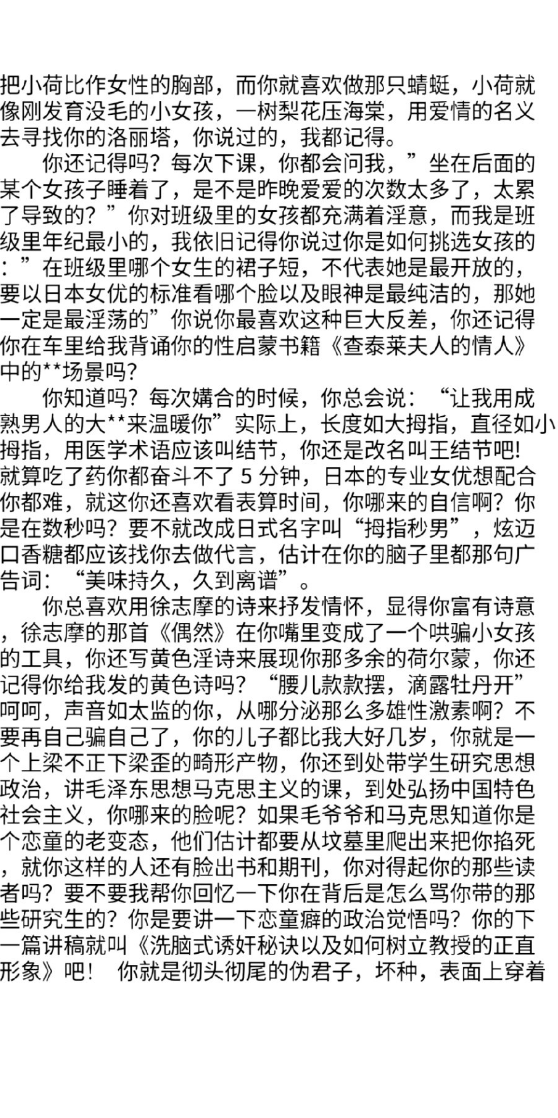 把小荷比作女性的胸部，而你就喜欢做那只蜻蜓，小荷就
像刚发育没毛的小女孩，一树梨花压海棠，用爱情的名义
去寻找你的洛丽塔，你说过的，我都记得。
你还记得吗？每次下课，你都会问我，”坐在后面的
某个女孩子睡着了，是不是昨晚爱爱的次数太多了，太累
了导致的？”你对班级里的女孩都充满着淫意，而我是班
级里年纪最小的，我依旧记得你说过你是如何挑选女孩的
：”在班级里哪个女生的裙子短，不代表她是最开放的，
要以日本女优的标准看哪个脸以及眼神是最纯洁的，那她
一定是最淫荡的”你说你最喜欢这种巨大反差，你还记得
你在车里给我背诵你的性启蒙书籍《查泰莱夫人的情人》
中的**场景吗？
你知道吗？每次媾合的时候，你总会说：“让我用成
熟男人的大**来温暖你”实际上，长度如大拇指，直径如小
拇指，用医学术语应该叫结节，你还是改名叫王结节吧!
就算吃了药你都奋斗不了 5 分钟，日本的专业女优想配合
你都难，就这你还喜欢看表算时间，你哪来的自信啊？你
是在数秒吗？要不就改成日式名字叫“拇指秒男”，炫迈
口香糖都应该找你去做代言，估计在你的脑子里都那句广
告词：“美味持久，久到离谱”。
你总喜欢用徐志摩的诗来抒发情怀，显得你富有诗意
，徐志摩的那首《偶然》在你嘴里变成了一个哄骗小女孩
的工具，你还写黄色淫诗来展现你那多余的荷尔蒙，你还
记得你给我发的黄色诗吗？“腰儿款款摆，滴露牡丹开”
呵呵，声音如太监的你，从哪分泌那么多雄性激素啊？不
要再自己骗自己了，你的儿子都比我大好几岁，你就是一
个上梁不正下梁歪的畸形产物，你还到处带学生研究思想
政治，讲毛泽东思想马克思主义的课，到处弘扬中国特色
社会主义，你哪来的脸呢？如果毛爷爷和马克思知道你是
个恋童的老变态，他们估计都要从坟墓里爬出来把你掐死
，就你这样的人还有脸出书和期刊，你对得起你的那些读
者吗？要不要我帮你回忆一下你在背后是怎么骂你带的那
些研究生的？你是要讲一下恋童癖的政治觉悟吗？你的下
一篇讲稿就叫《洗脑式诱奸秘诀以及如何树立教授的正直
形象》吧！ 你就是彻头彻尾的伪君子，坏种，表面上穿着